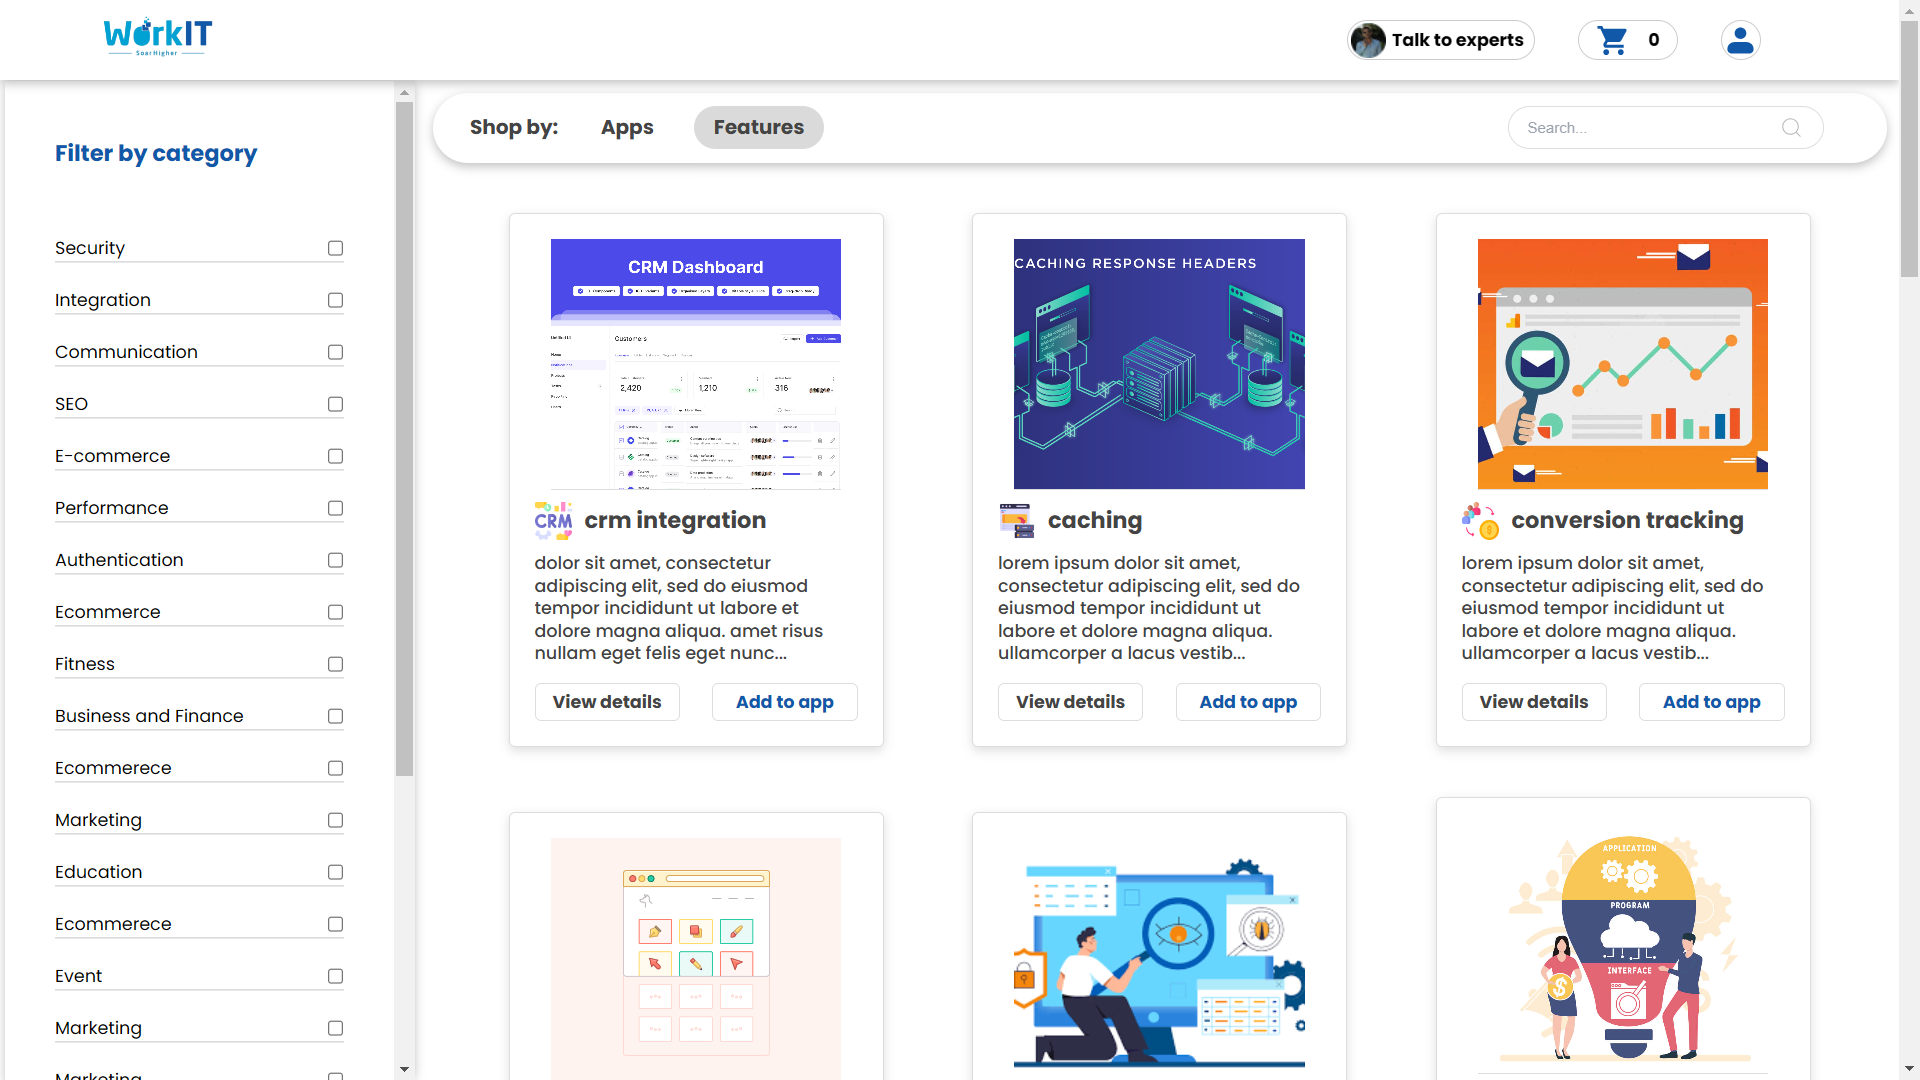 WorkIT
SoarHigher
Talk to experts
0
Filter by category
Security
Integration
Communication
SEO
E-commerce
Performance
Authentication
Ecommerce
Fitness
Business and Finance
Ecommerece
Marketing
Education
Ecommerece
Event
Marketing
Marketing
Shop by:
Apps
Features
Search...
CRM Dashboard
Customers
2,420
1,210
316
CRM
crm integration
dolor sit amet, consectetur
adipiscing elit, sed do eiusmod
tempor incididunt ut labore et
dolore magna aliqua. amet risus
nullam eget felis eget nunc...
View details
Add to app
CACHING RESPONSE HEADERS
caching
lorem ipsum dolor sit amet,
consectetur adipiscing elit, sed do
eiusmod tempor incididunt ut
labore et dolore magna aliqua.
ullamcorper a lacus vestib...
View details
Add to app
conversion tracking
lorem ipsum dolor sit amet,
consectetur adipiscing elit, sed do
eiusmod tempor incididunt ut
labore et dolore magna aliqua.
ullamcorper a lacus vestib...
View details
Add to app
APPLICATION
PROGRAM
INTERFACE